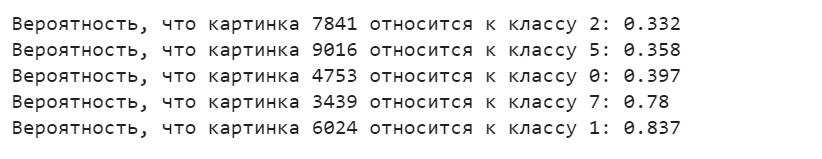 Вероятность, что картинка 7841 относится к классу 2: 0.332
Вероятность, что картинка 9016 относится к классу 5: 0.358
Вероятность, что картинка 4753 относится к классу 0: 0.397
Вероятность, что картинка 3439 относится к классу 7: 0.78
Вероятность, что картинка 6024 относится к классу 1: 0.837